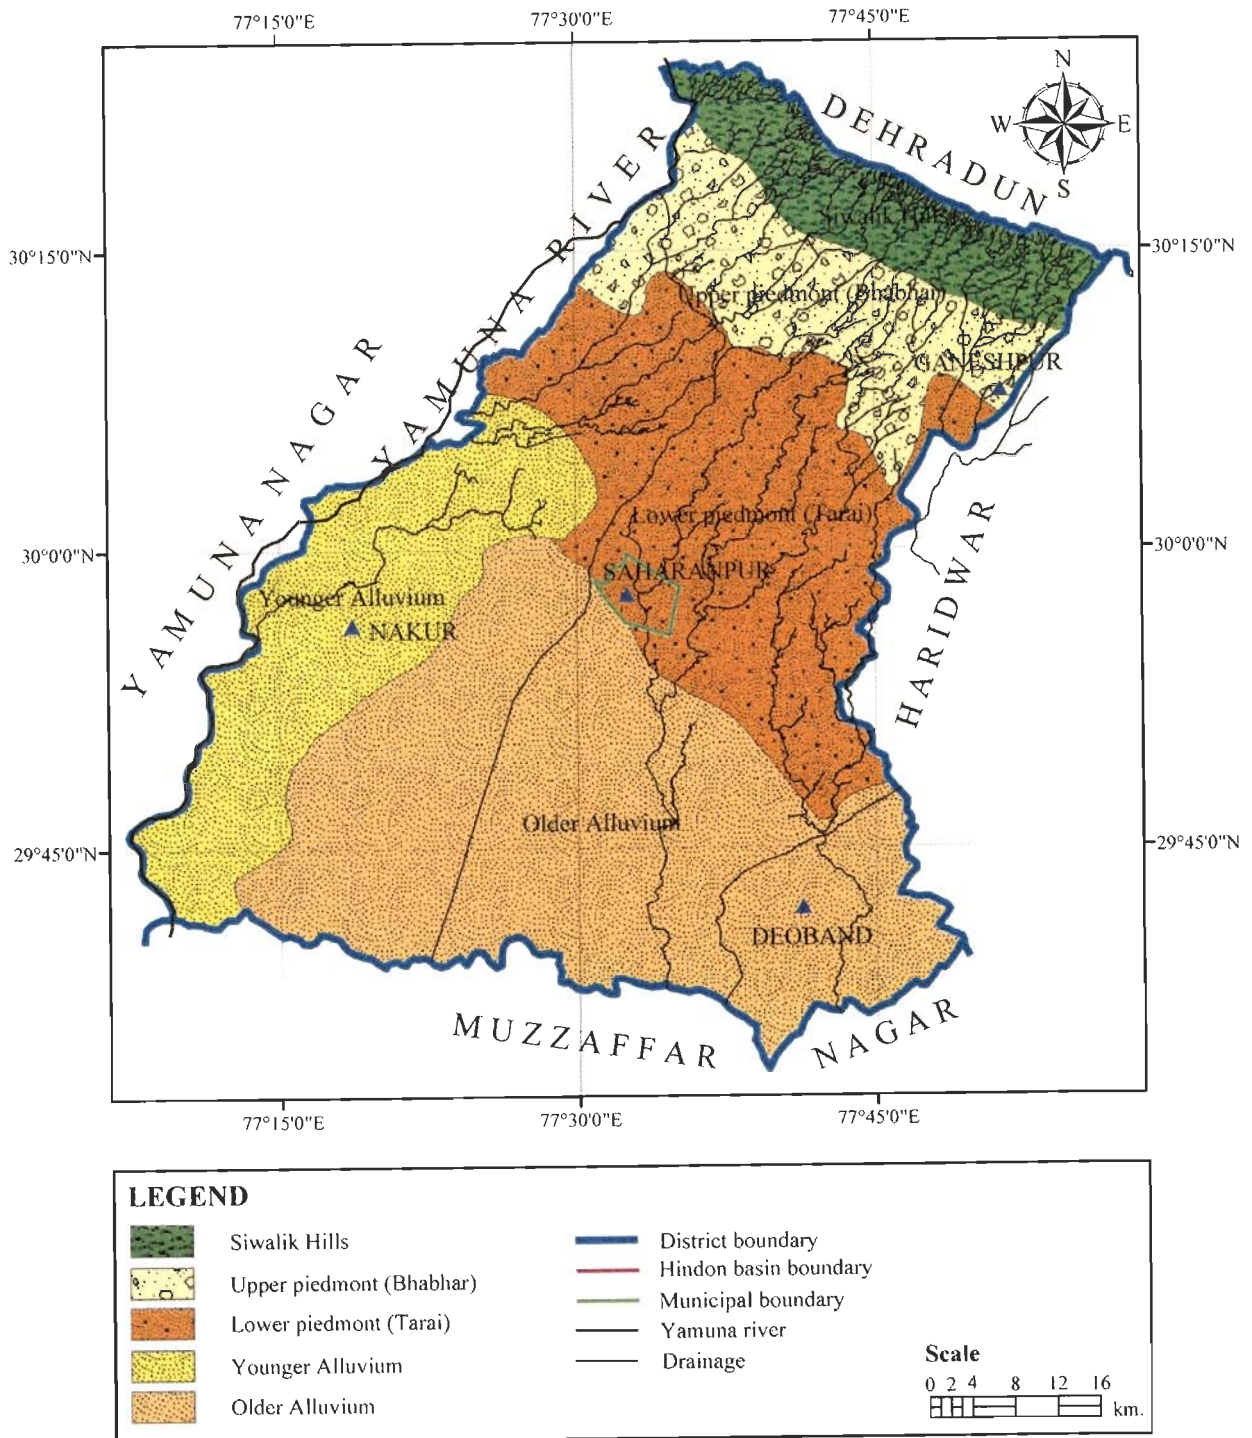 77°15'0"E
77°30'0"E
77°45'0"E
N
W
E
S
DEHRADUN
YAMUNA RIVER
Siwalik Hills
30°15'0"N
30°15'0"N
Upper piedmont (Bhabhar)
GANESHPUR
YAMUNANAGAR
Lower piedmont (Tarai)
30°0'0"N
30°0'0"N
SAHARANPUR
HARIDWAR
Younger Alluvium
NAKUR
Older Alluvium
29°45'0"N
29°45'0"N
DEOBAND
MUZZAFFAR NAGAR
77°15'0"E
77°30'0"E
77°45'0"E
LEGEND
Siwalik Hills
Upper piedmont (Bhabhar)
Lower piedmont (Tarai)
Younger Alluvium
Older Alluvium
District boundary
Hindon basin boundary
Municipal boundary
Yamuna river
Drainage
Scale
0 2 4 8 12 16
km.